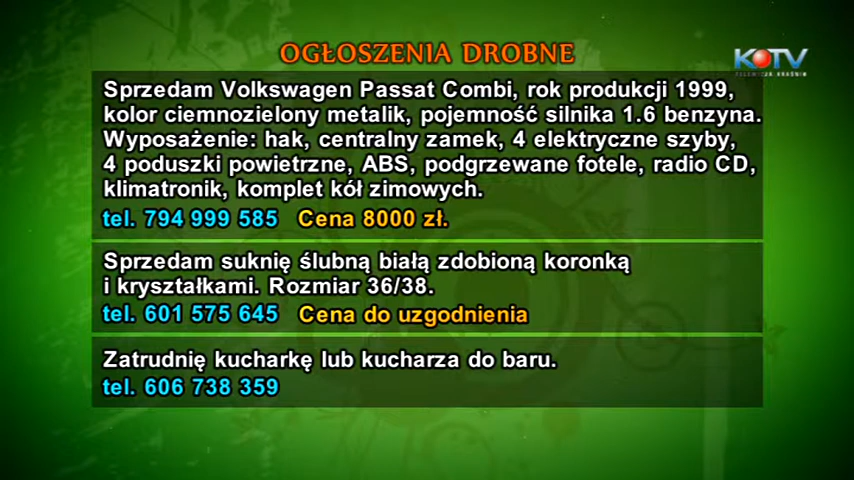 OGŁOSZENIA DROBNE
KOTV
TELEWIZJA KRAŚNIK
Sprzedam Volkswagen Passat Combi, rok produkcji 1999,
kolor ciemnozielony metalik, pojemność silnika 1.6 benzyna.
Wyposażenie: hak, centralny zamek, 4 elektryczne szyby,
4 poduszki powietrzne, ABS, podgrzewane fotele, radio CD,
klimatronik, komplet kół zimowych.
tel. 794 999 585 Cena 8000 zł.
Sprzedam suknię ślubną białą zdobioną koronką
i kryształkami. Rozmiar 36/38.
tel. 601 575 645 Cena do uzgodnienia
Zatrudnię kucharkę lub kucharza do baru.
tel. 606 738 359